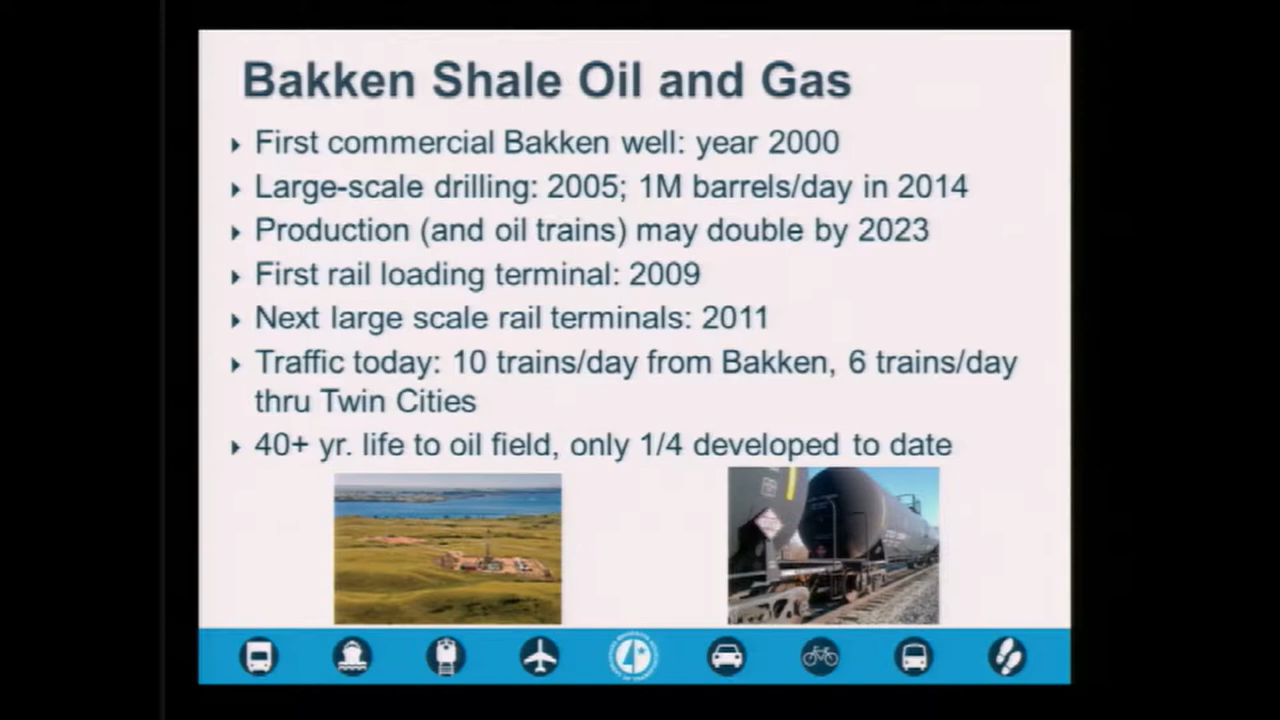 Bakken Shale Oil and Gas
First commercial Bakken well: year 2000
Large-scale drilling: 2005; 1M barrels/day in 2014
Production (and oil trains) may double by 2023
First rail loading terminal: 2009
Next large scale rail terminals: 2011
Traffic today: 10 trains/day from Bakken, 6 trains/day
thru Twin Cities
40+ yr. life to oil field, only 1/4 developed to date